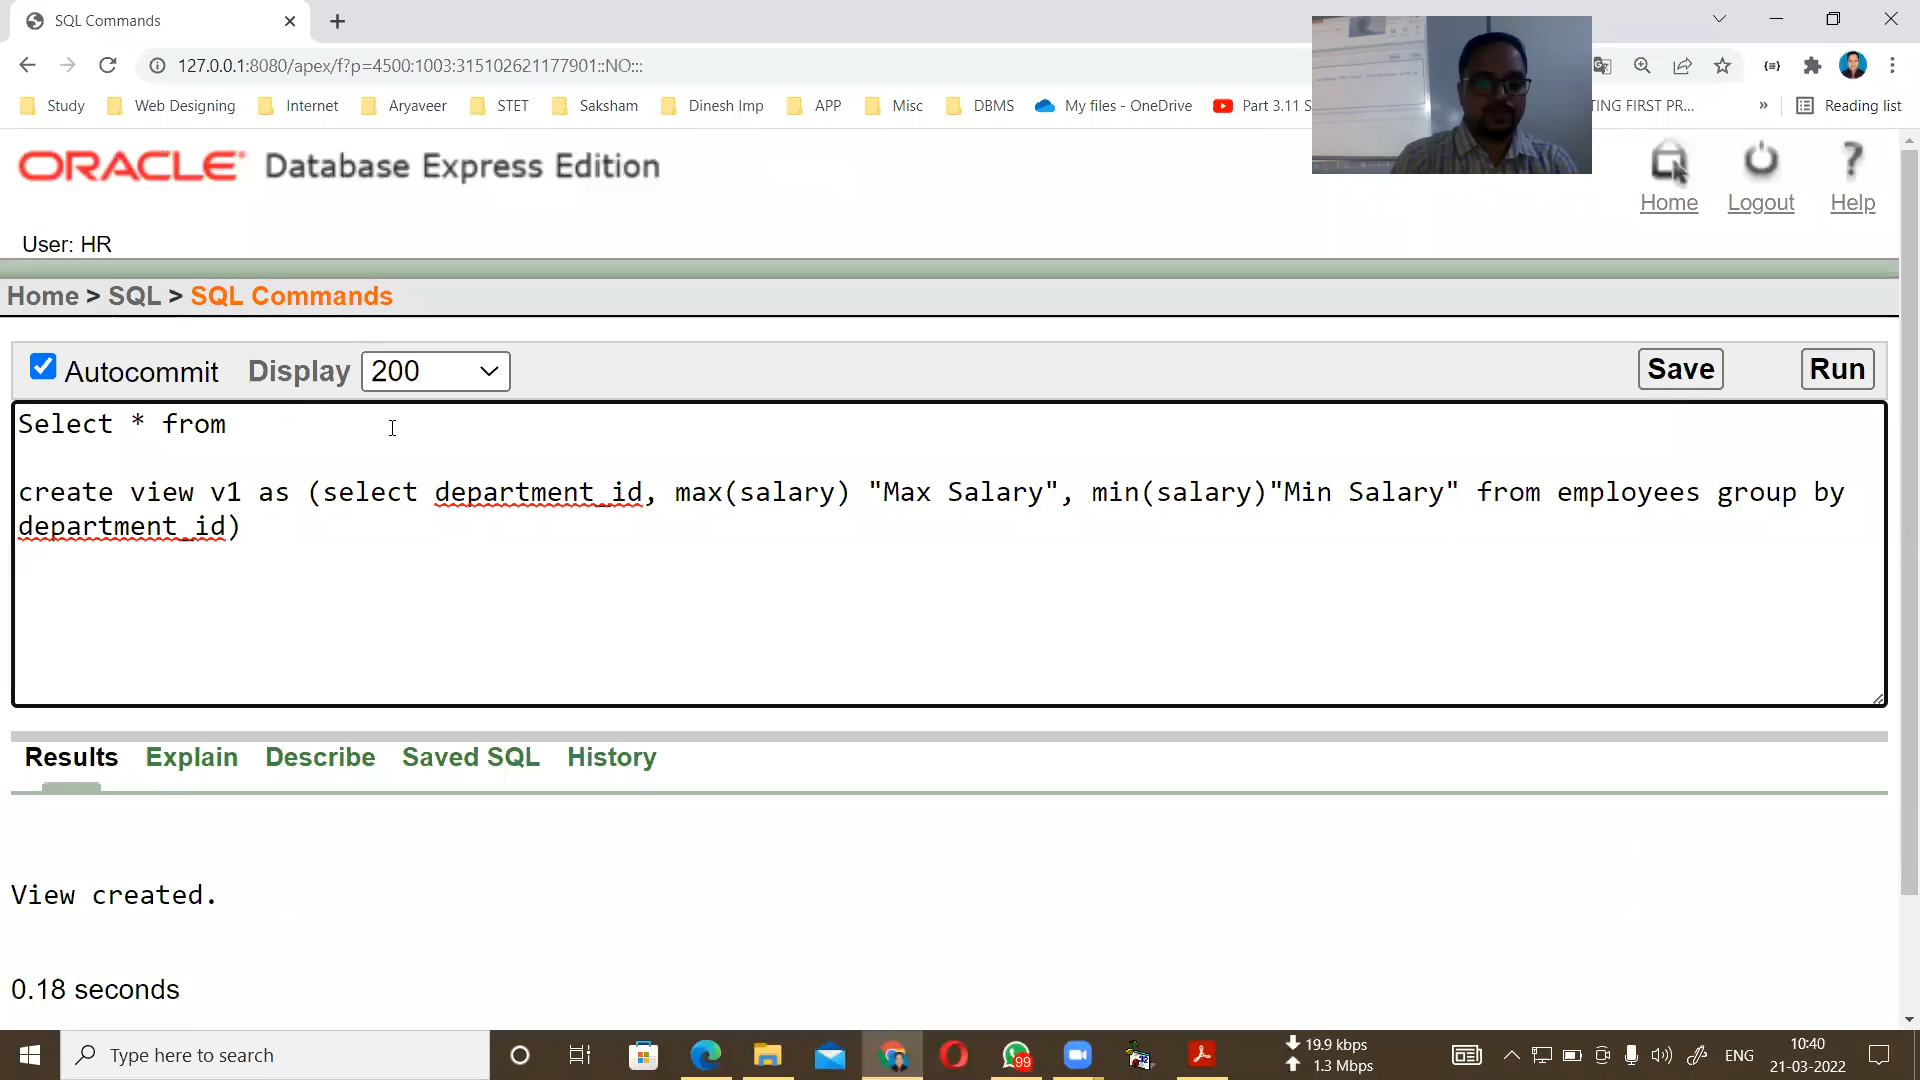 SQL Commands
127.0.0.1:8080/apex/f?p=4500:1003:315102621177901::NO:::
Study
Web Designing
Internet
Aryaveer
STET
Saksham
Dinesh Imp
APP
Misc
DBMS
My files - OneDrive
Part 3.11 S
TING FIRST PR...
»
Reading list
ORACLE Database Express Edition
Home
Logout
Help
User: HR
Home > SQL > SQL Commands
Autocommit
Display
200
Save
Run
Select * from
create view v1 as (select department_id, max(salary) "Max Salary", min(salary)"Min Salary" from employees group by
department_id)
Results
Explain
Describe
Saved SQL
History
View created.
0.18 seconds
Type here to search
99
19.9 kbps
1.3 Mbps
ENG
10:40
21-03-2022